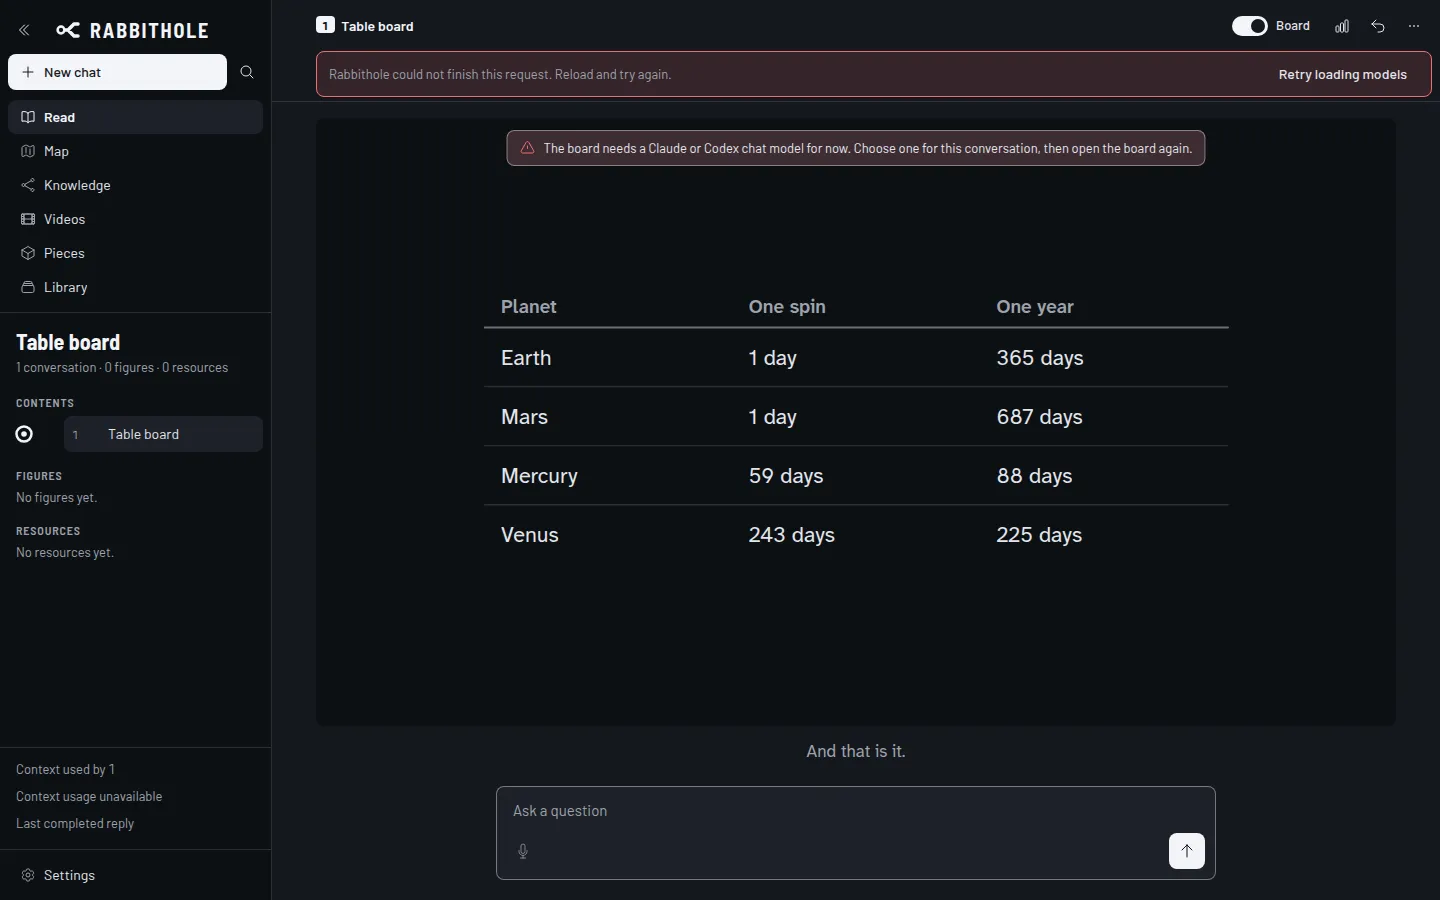 RABBITHOLE
New chat
Read
Map
Knowledge
Videos
Pieces
Library
Table board
1 conversation · 0 figures · 0 resources
CONTENTS
1 Table board
FIGURES
No figures yet.
RESOURCES
No resources yet.
Context used by 1
Context usage unavailable
Last completed reply
Settings
1 Table board
Board
Rabbithole could not finish this request. Reload and try again.
Retry loading models
The board needs a Claude or Codex chat model for now. Choose one for this conversation, then open the board again.
Planet One spin One year
Earth 1 day 365 days
Mars 1 day 687 days
Mercury 59 days 88 days
Venus 243 days 225 days
And that is it.
Ask a question